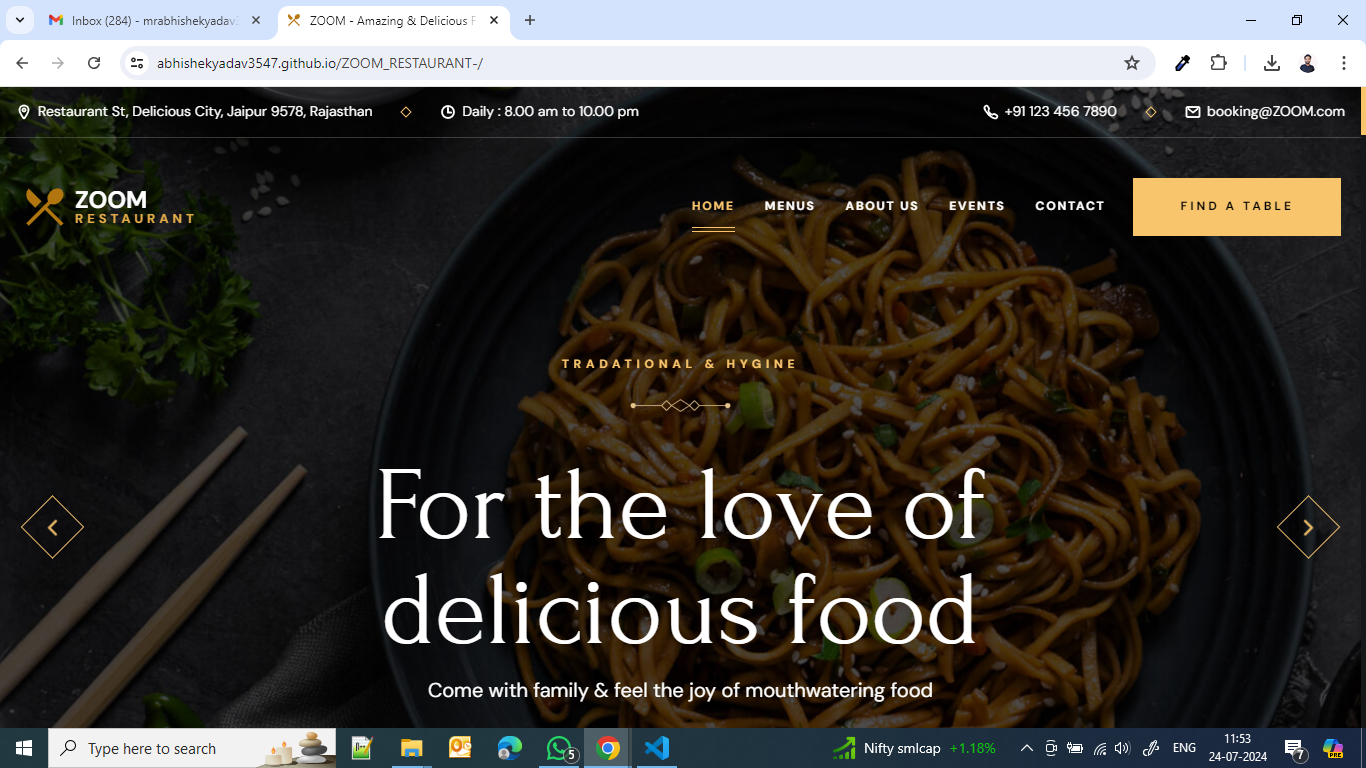 Inbox (284) - mrabhishekyadav
ZOOM - Amazing & Delicious F
abhishekyadav3547.github.io/ZOOM_RESTAURANT-/
Restaurant St, Delicious City, Jaipur 9578, Rajasthan
Daily : 8.00 am to 10.00 pm
+91 123 456 7890
booking@ZOOM.com
ZOOM
RESTAURANT
HOME
MENUS
ABOUT US
EVENTS
CONTACT
FIND A TABLE
TRADATIONAL & HYGINE
For the love of
delicious food
Come with family & feel the joy of mouthwatering food
Type here to search
5
Nifty smlcap +1.18%
ENG
11:53
24-07-2024
7
PRE